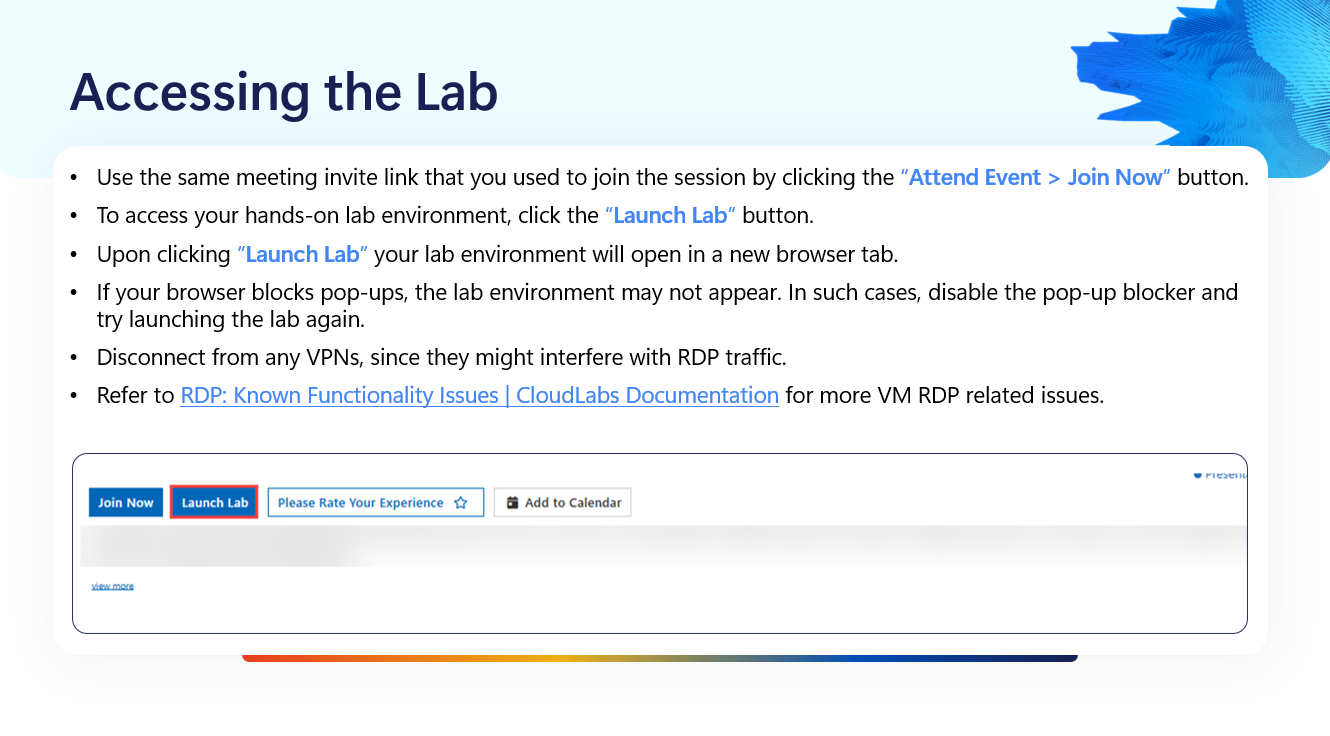 Accessing the Lab
• Use the same meeting invite link that you used to join the session by clicking the “Attend Event > Join Now” button.
• To access your hands-on lab environment, click the “Launch Lab” button.
• Upon clicking “Launch Lab” your lab environment will open in a new browser tab.
• If your browser blocks pop-ups, the lab environment may not appear. In such cases, disable the pop-up blocker and
try launching the lab again.
• Disconnect from any VPNs, since they might interfere with RDP traffic.
• Refer to RDP: Known Functionality Issues | CloudLabs Documentation for more VM RDP related issues.
Join Now Launch Lab Please Rate Your Experience Add to Calendar
view more